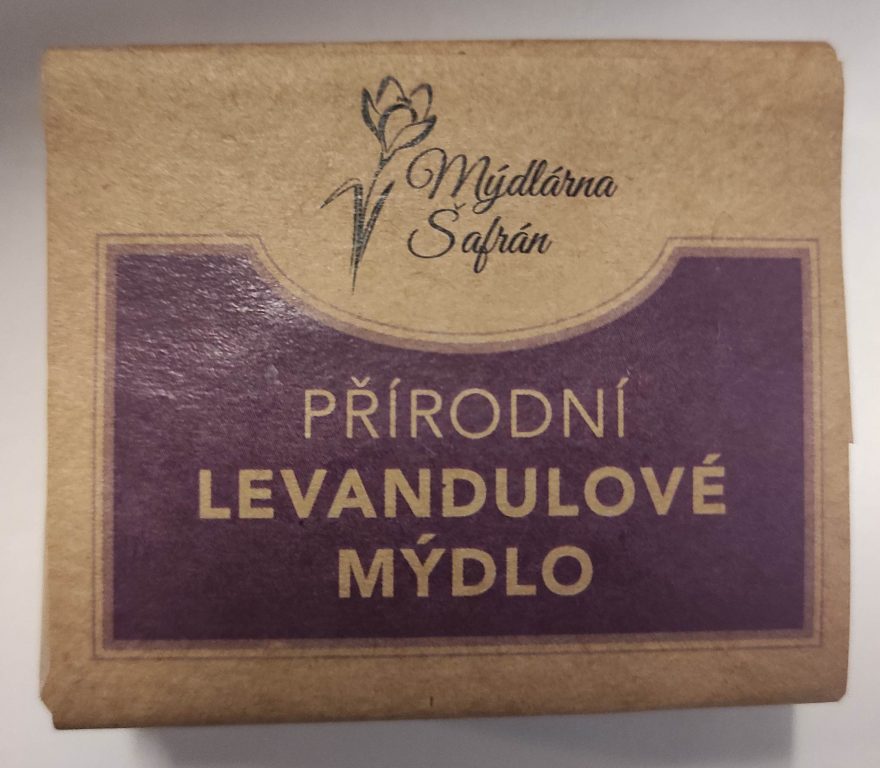 Mýdlárna
Šafrán
PŘÍRODNÍ
LEVANDULOVÉ
MÝDLO